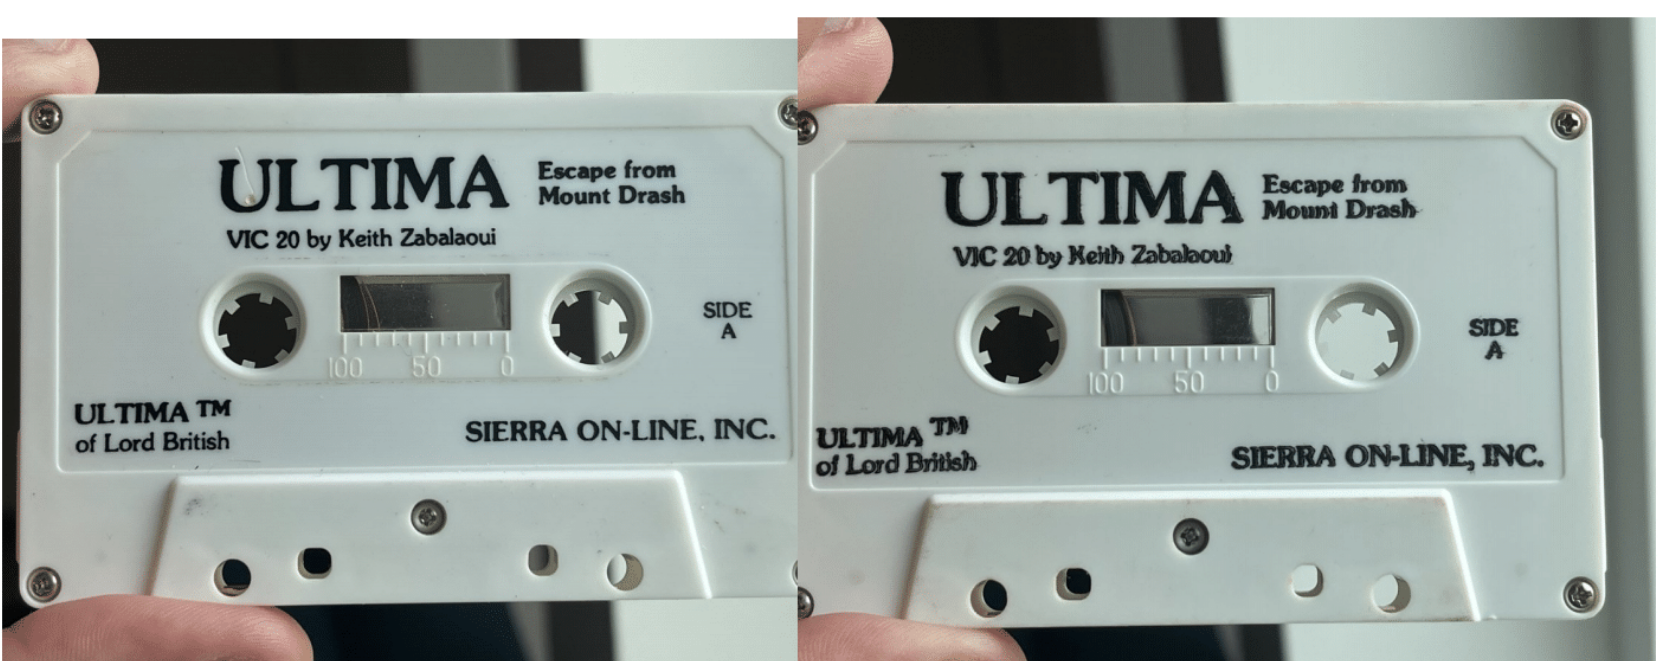 ULTIMA
Escape from
Mount Drash
VIC 20 by Keith Zabalaoui
SIDE
A
100 50 0
ULTIMA TM
of Lord British
SIERRA ON-LINE, INC.
ULTIMA
Escape from
Mount Drash
VIC 20 by Keith Zabalaoui
SIDE
A
100 50 0
ULTIMA TM
of Lord British
SIERRA ON-LINE, INC.